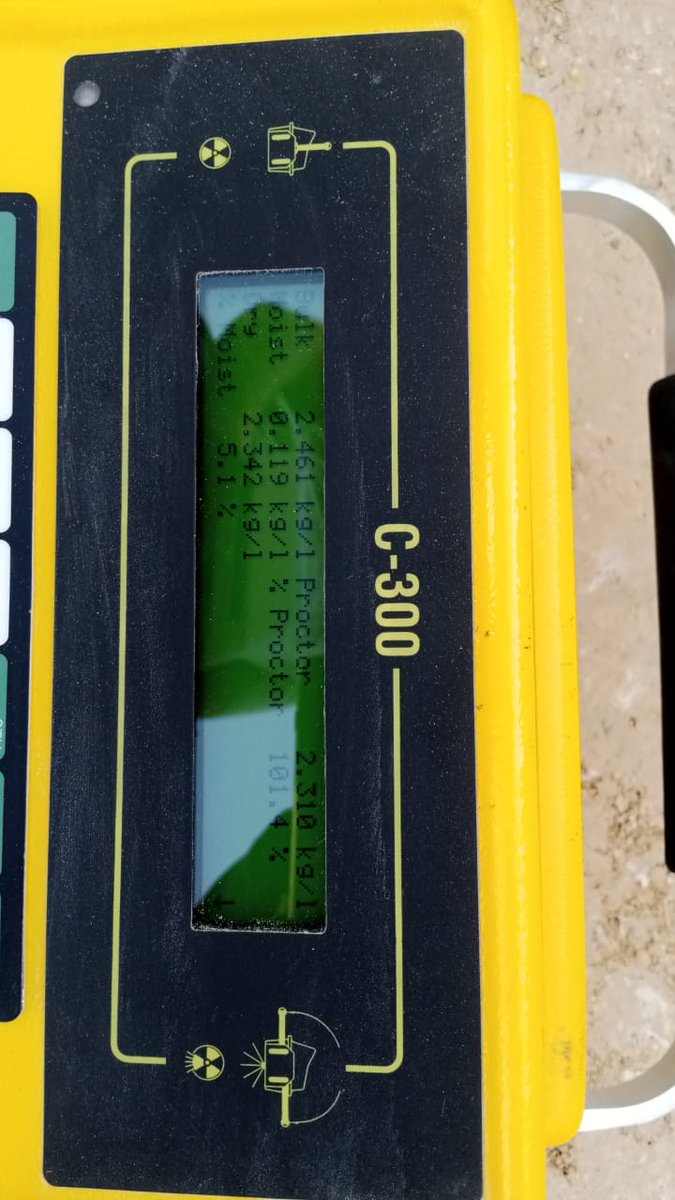 C-300
Bulk 2.461 kg/l Proctor 2.310 kg/l
Moist 0.119 kg/l % Proctor 101.4 %
Dry 2.342 kg/l
% Moist 5.1 % ↓